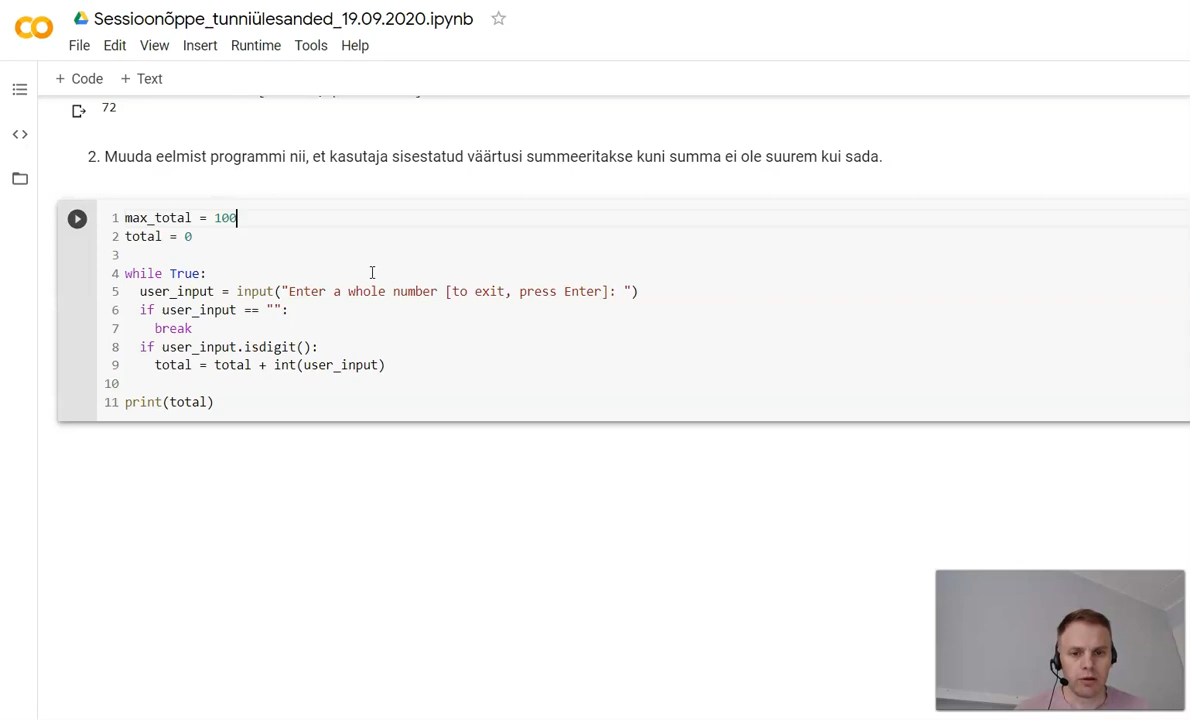 Sessioonõppe_tunniülesanded_19.09.2020.ipynb
File Edit View Insert Runtime Tools Help
+ Code + Text
72
2. Muuda eelmist programmi nii, et kasutaja sisestatud väärtusi summeeritakse kuni summa ei ole suurem kui sada.
1 max_total = 100
2 total = 0
3
4 while True:
5 user_input = input("Enter a whole number [to exit, press Enter]: ")
6 if user_input == "":
7 break
8 if user_input.isdigit():
9 total = total + int(user_input)
10
11 print(total)